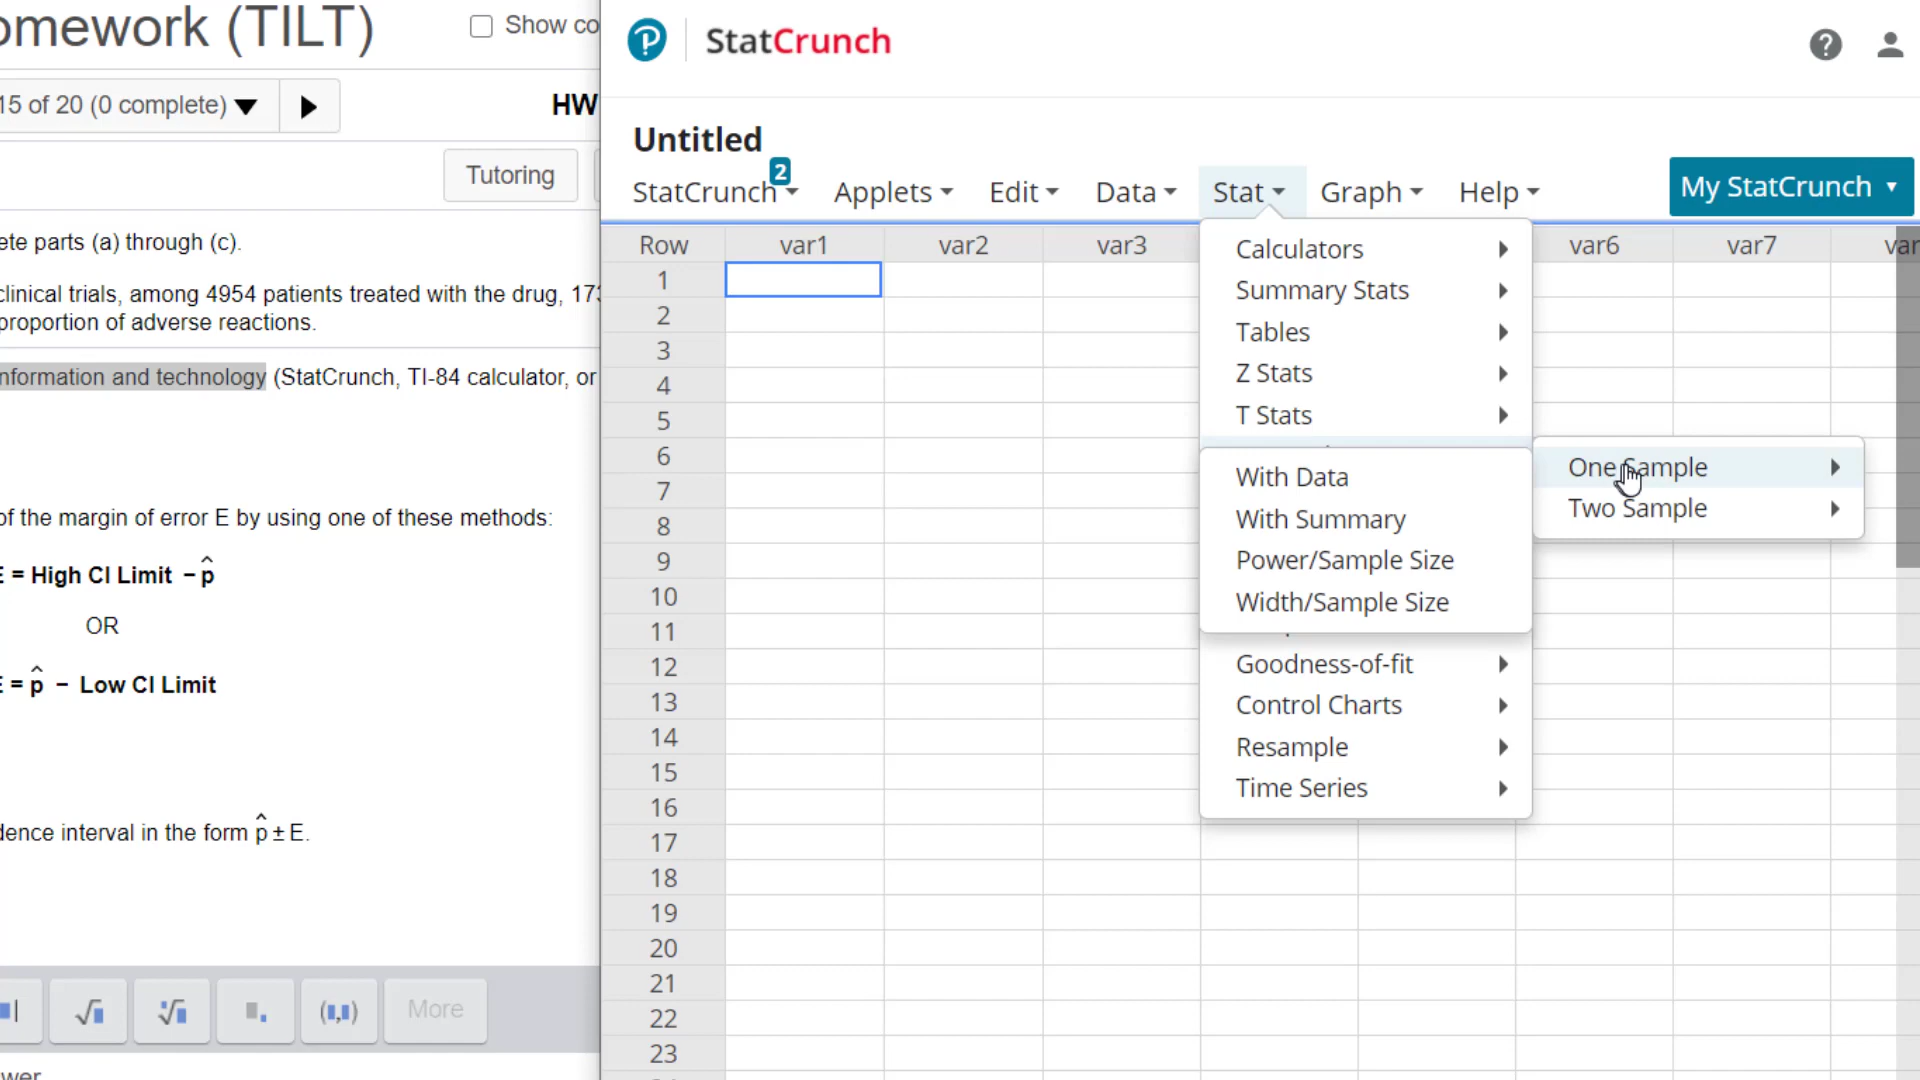 omework (TILT)
Show co
15 of 20 (0 complete)
HW
Tutoring
ete parts (a) through (c).
clinical trials, among 4954 patients treated with the drug, 17
proportion of adverse reactions.
nformation and technology (StatCrunch, TI-84 calculator, or
of the margin of error E by using one of these methods:
E = High CI Limit − p̂
OR
E = p̂ − Low CI Limit
dence interval in the form p̂ ± E.
More
wer
StatCrunch
Untitled
StatCrunch 2
Applets
Edit
Data
Stat
Graph
Help
My StatCrunch
Row var1 var2 var3 var6 var7 var
Calculators
Summary Stats
Tables
Z Stats
T Stats
With Data
With Summary
Power/Sample Size
Width/Sample Size
One Sample
Two Sample
Goodness-of-fit
Control Charts
Resample
Time Series
1
2
3
4
5
6
7
8
9
10
11
12
13
14
15
16
17
18
19
20
21
22
23